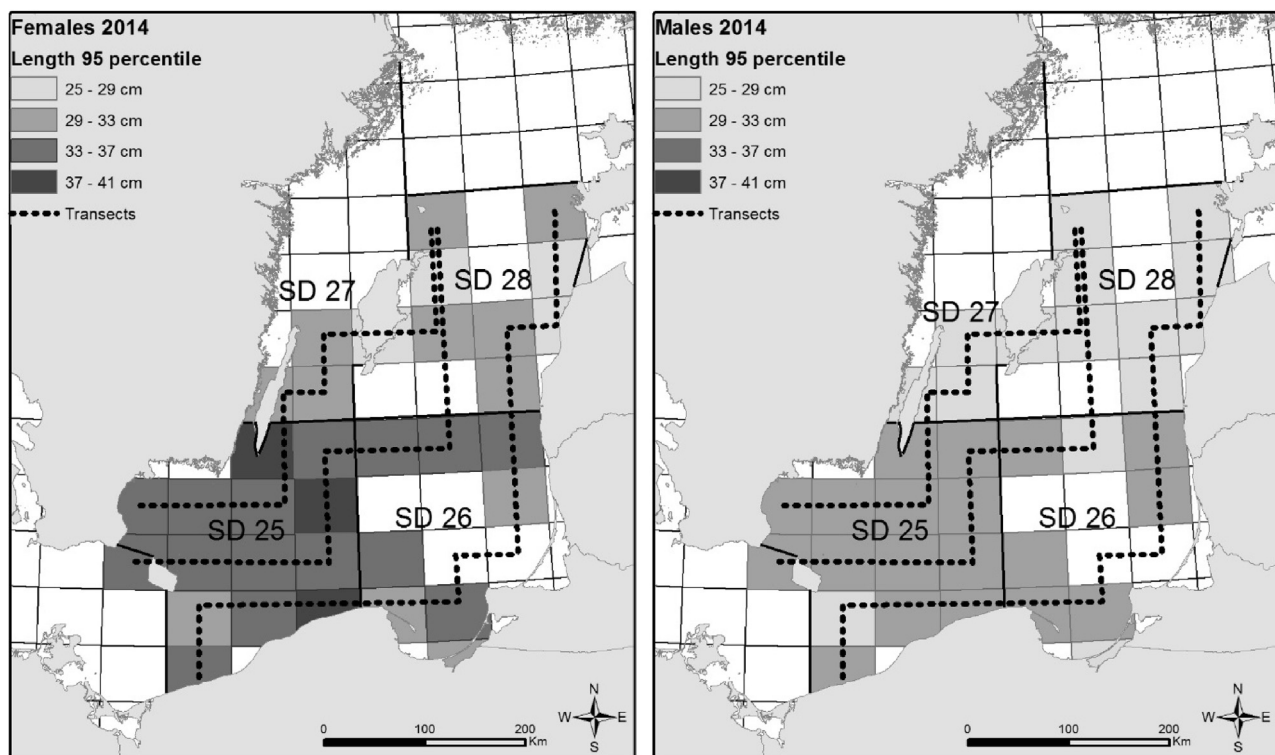 Females 2014
Length 95 percentile
25 - 29 cm
29 - 33 cm
33 - 37 cm
37 - 41 cm
Transects
SD 27
SD 28
SD 25
SD 26
N
W E
S
0 100 200
Km
Males 2014
Length 95 percentile
25 - 29 cm
29 - 33 cm
33 - 37 cm
37 - 41 cm
Transects
SD 27
SD 28
SD 25
SD 26
N
W E
S
0 100 200
Km